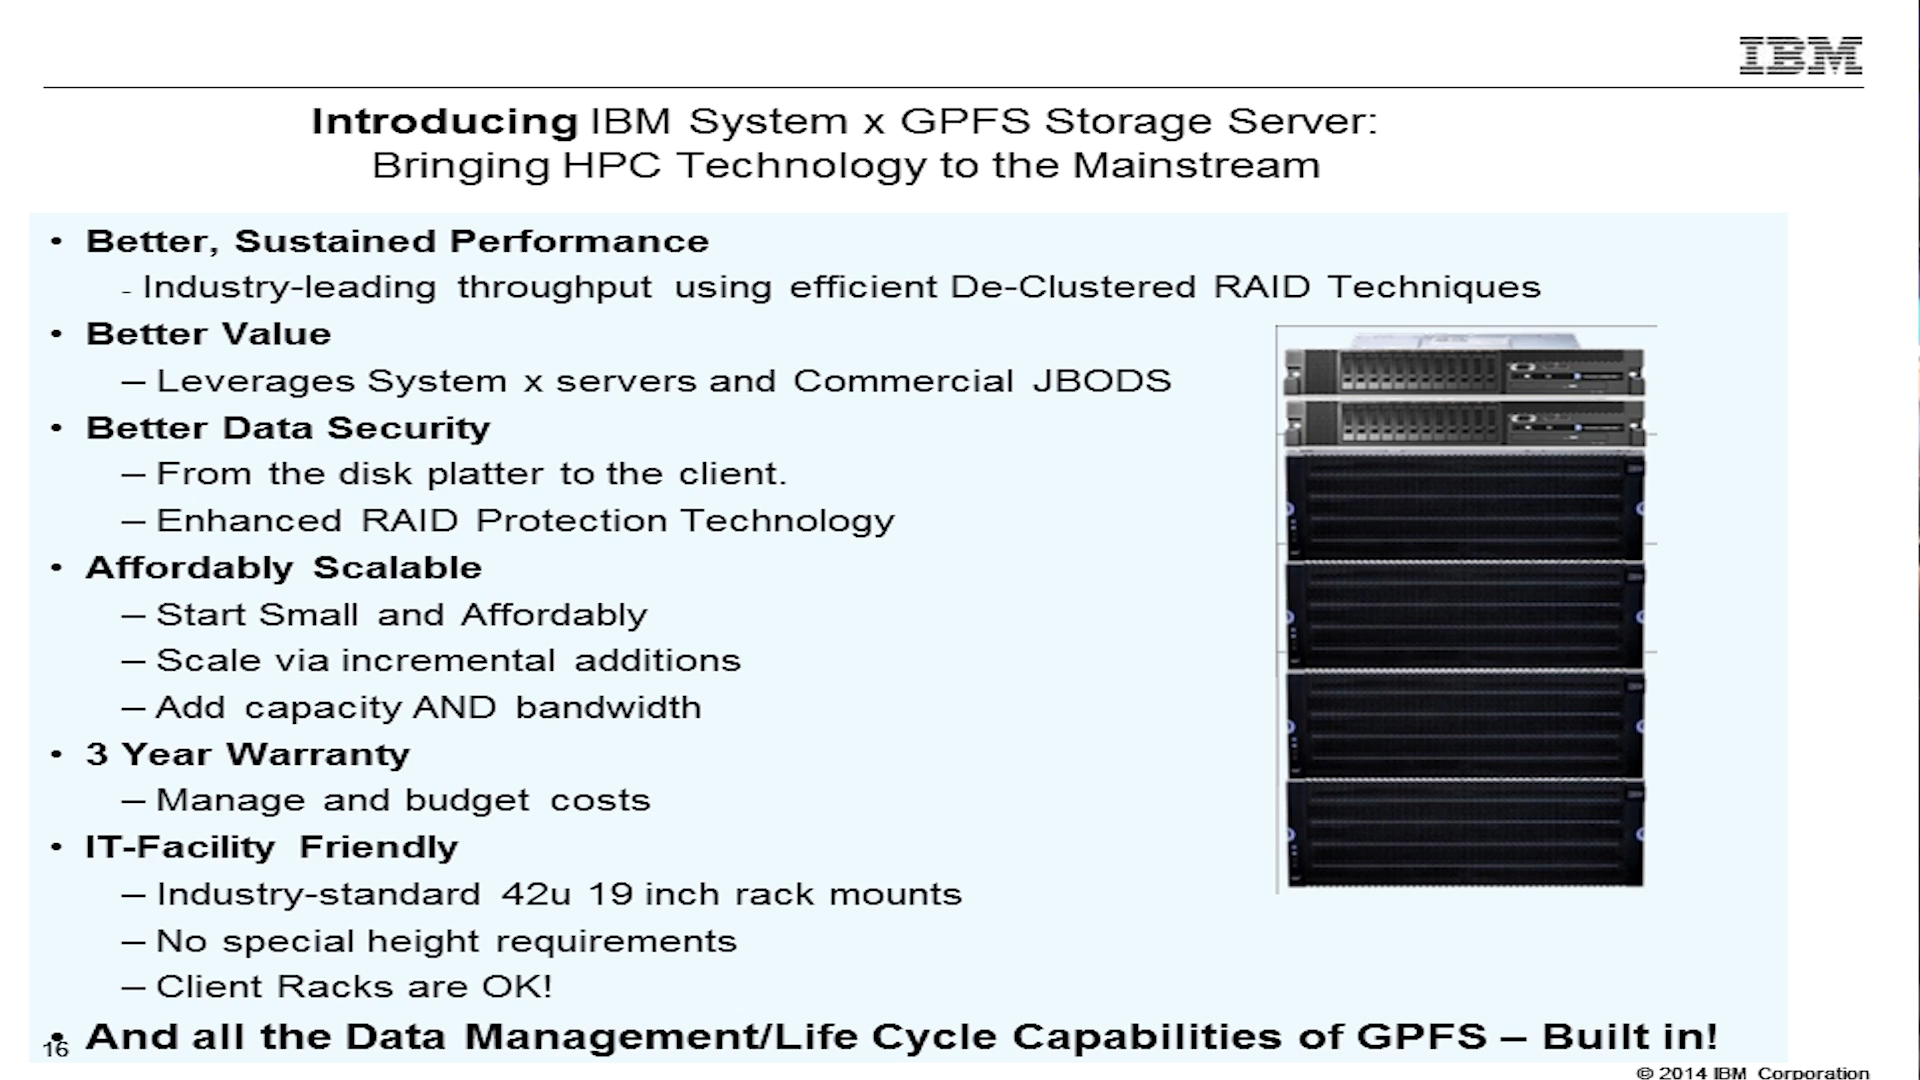 IBM
Introducing IBM System x GPFS Storage Server:
Bringing HPC Technology to the Mainstream
• Better, Sustained Performance
- Industry-leading throughput using efficient De-Clustered RAID Techniques
• Better Value
– Leverages System x servers and Commercial JBODS
• Better Data Security
– From the disk platter to the client.
– Enhanced RAID Protection Technology
• Affordably Scalable
– Start Small and Affordably
– Scale via incremental additions
– Add capacity AND bandwidth
• 3 Year Warranty
– Manage and budget costs
• IT-Facility Friendly
– Industry-standard 42u 19 inch rack mounts
– No special height requirements
– Client Racks are OK!
• And all the Data Management/Life Cycle Capabilities of GPFS – Built in!
16
© 2014 IBM Corporation